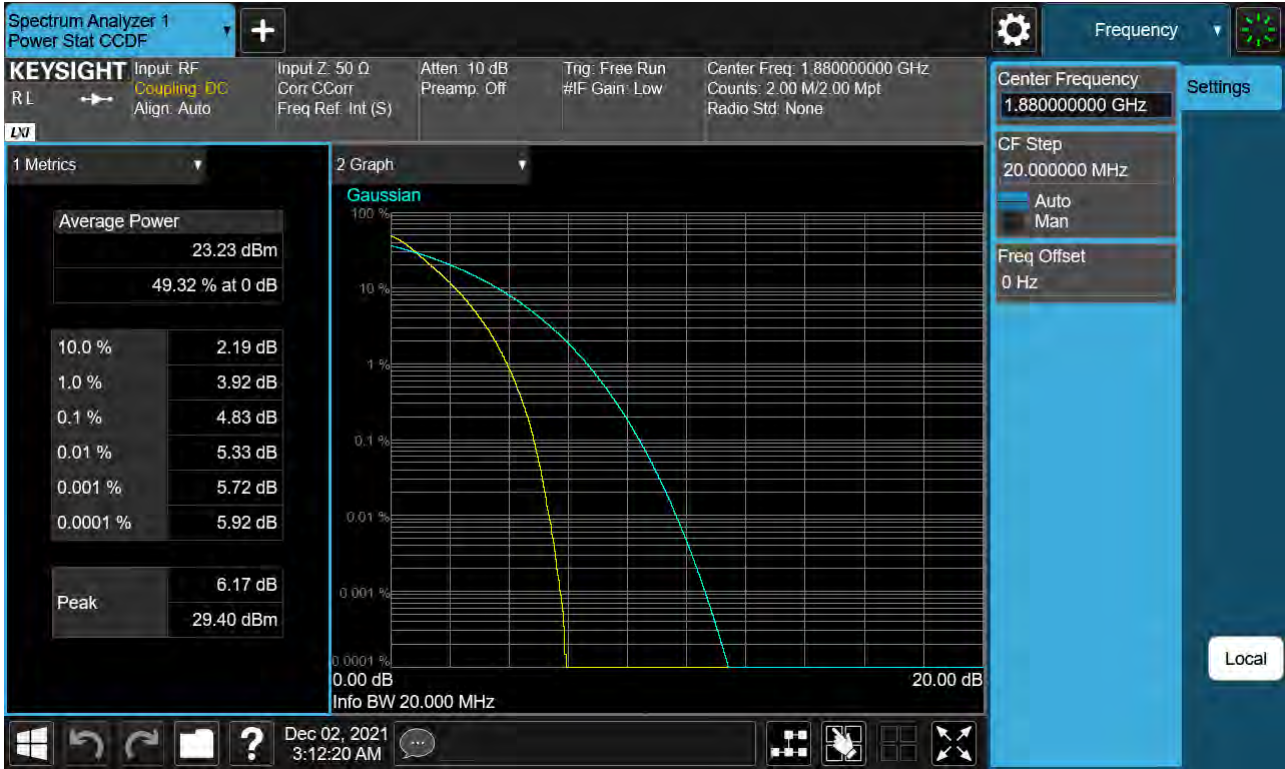 Spectrum Analyzer 1
Power Stat CCDF
+
Frequency
KEYSIGHT
RL
LXI
Input: RF
Coupling: DC
Align: Auto
Input Z: 50 Ω
Corr CCorr
Freq Ref: Int (S)
Atten: 10 dB
Preamp: Off
Trig: Free Run
#IF Gain: Low
Center Freq: 1.880000000 GHz
Counts: 2.00 M/2.00 Mpt
Radio Std: None
Center Frequency
1.880000000 GHz
Settings
CF Step
20.000000 MHz
Auto
Man
Freq Offset
0 Hz
Local
1 Metrics
Average Power
23.23 dBm
49.32 % at 0 dB
10.0 % 2.19 dB
1.0 % 3.92 dB
0.1 % 4.83 dB
0.01 % 5.33 dB
0.001 % 5.72 dB
0.0001 % 5.92 dB
Peak
6.17 dB
29.40 dBm
2 Graph
Gaussian
100 %
10 %
1 %
0.1 %
0.01 %
0.001 %
0.0001 %
0.00 dB 20.00 dB
Info BW 20.000 MHz
?
Dec 02, 2021
3:12:20 AM